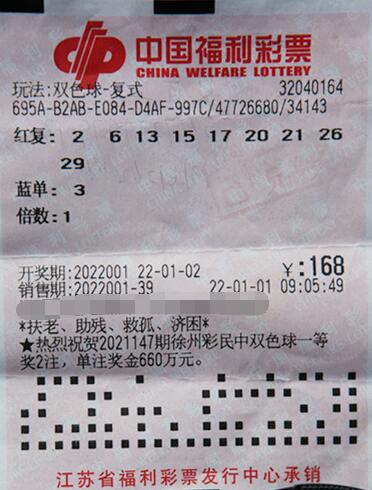 中国福利彩票
CHINA WELFARE LOTTERY
玩法:双色球-复式 32040164
695A-B2AB-E084-D4AF-997C/47726680/34143
红复: 2 6 13 15 17 20 21 26
29
蓝单: 3
倍数:1
开奖期:2022001 22-01-02 ¥:168
销售期:2022001-39 22-01-01 09:05:49
*扶老、助残、救孤、济困*
★热烈祝贺2021147期徐州彩民中双色球一等
奖2注，单注奖金660万元。
江苏省福利彩票发行中心承销